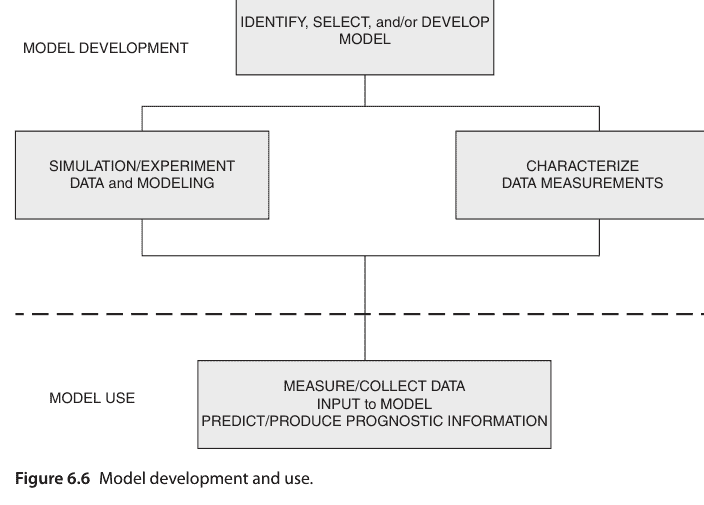 IDENTIFY, SELECT, and/or DEVELOP
MODEL
MODEL DEVELOPMENT
SIMULATION/EXPERIMENT
DATA and MODELING
CHARACTERIZE
DATA MEASUREMENTS
MODEL USE
MEASURE/COLLECT DATA
INPUT to MODEL
PREDICT/PRODUCE PROGNOSTIC INFORMATION
Figure 6.6 Model development and use.